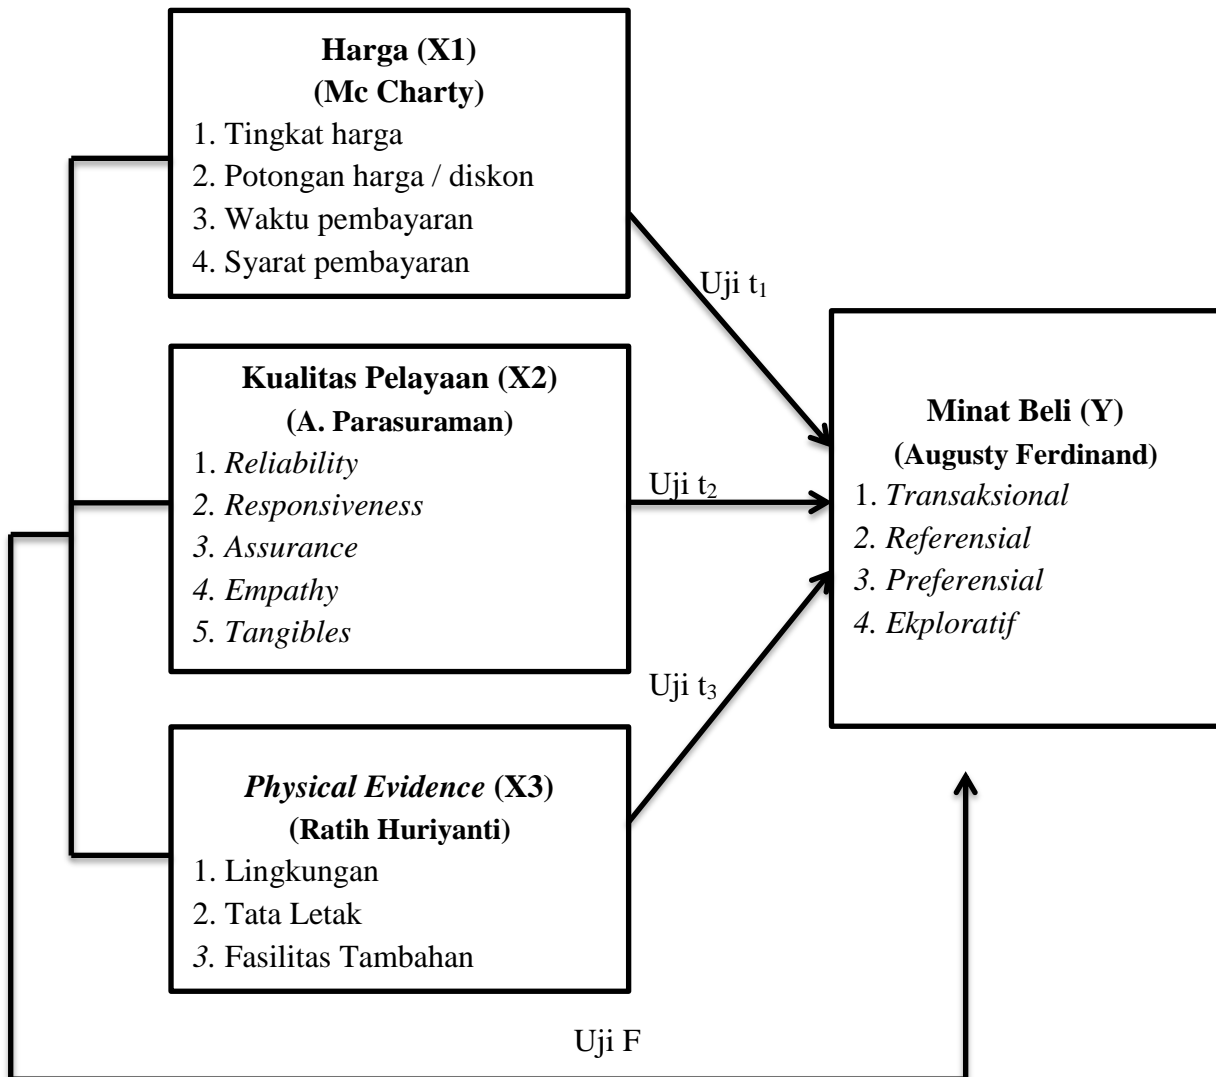 Harga (X1)
(Mc Charty)
1. Tingkat harga
2. Potongan harga / diskon
3. Waktu pembayaran
4. Syarat pembayaran
Uji t₁
Kualitas Pelayaan (X2)
(A. Parasuraman)
1. Reliability
2. Responsiveness
3. Assurance
4. Empathy
5. Tangibles
Uji t₂
Minat Beli (Y)
(Augusty Ferdinand)
1. Transaksional
2. Referensial
3. Preferensial
4. Ekploratif
Uji t₃
Physical Evidence (X3)
(Ratih Huriyanti)
1. Lingkungan
2. Tata Letak
3. Fasilitas Tambahan
Uji F